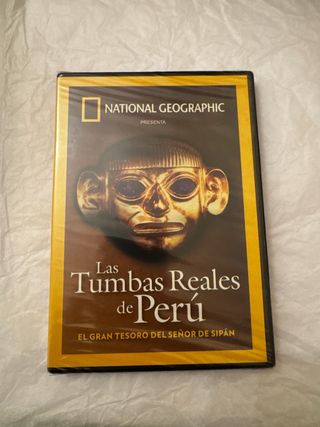 NATIONAL GEOGRAPHIC
PRESENTA
Las
Tumbas Reales
de Perú
EL GRAN TESORO DEL SEÑOR DE SIPÁN